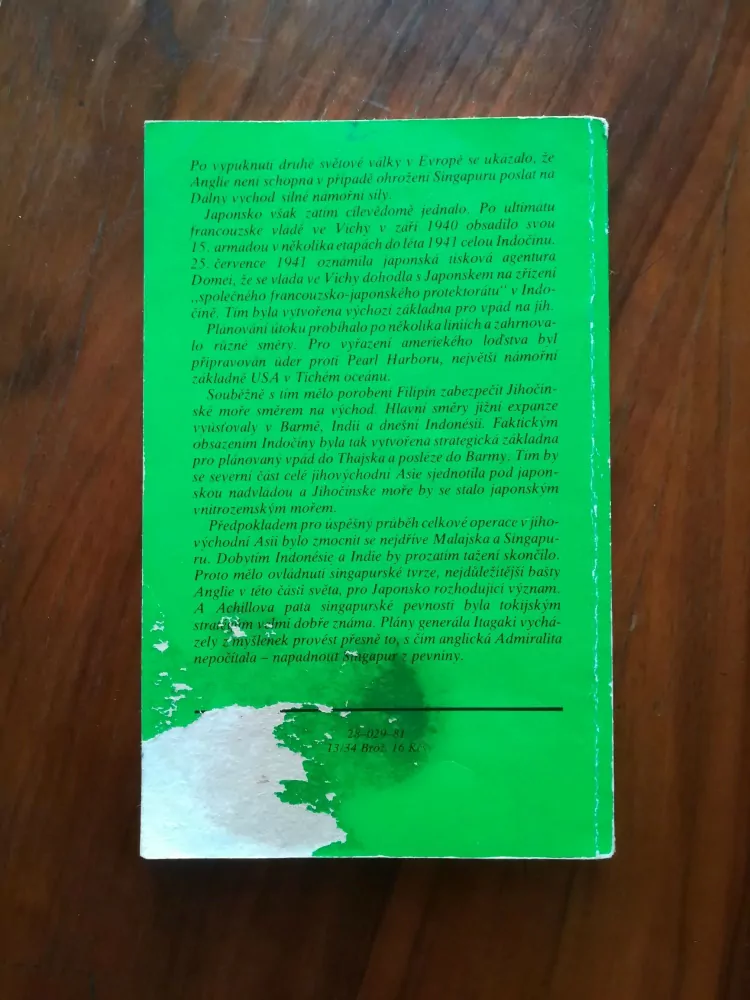 Po vypuknutí druhé světové války v Evropě se ukázalo, že
Anglie není schopna v případě ohrožení Singapuru poslat na
Dálný východ silné námořní síly.
Japonsko však zatím cílevědomě jednalo. Po ultimátu
francouzské vládě ve Vichy v září 1940 obsadilo svou
15. armádou v několika etapách do léta 1941 celou Indočínu.
25. července 1941 oznámila japonská tisková agentura
Domei, že se vláda ve Vichy dohodla s Japonskem na zřízení
„společného francouzsko-japonského protektorátu“ v Indo-
číně. Tím byla vytvořena výchozí základna pro vpád na jih.
Plánování útoku probíhalo po několika liniích a zahrnova-
lo různé směry. Pro vyřazení amerického loďstva byl
připravován úder proti Pearl Harboru, největší námořní
základně USA v Tichém oceánu.
Souběžně s tím mělo porobení Filipín zabezpečit Jihočín-
ské moře směrem na východ. Hlavní směry jižní expanze
vyúsťovaly v Barmě, Indii a dnešní Indonésii. Faktickým
obsazením Indočíny byla tak vytvořena strategická základna
pro plánovaný vpád do Thajska a posléze do Barmy. Tím by
se severní část celé jihovýchodní Asie sjednotila pod japon-
skou nadvládou a Jihočínské moře by se stalo japonským
vnitrozemským mořem.
Předpokladem pro úspěšný průběh celkové operace v jiho-
východní Asii bylo zmocnit se nejdříve Malajska a Singapu-
ru. Dobytím Indonésie a Indie by prozatím tažení skončilo.
Proto mělo ovládnutí singapurské tvrze, nejdůležitější bašty
Anglie v této části světa, pro Japonsko rozhodující význam.
A Achillova pata singapurské pevnosti byla tokijským
stratégům velmi dobře známa. Plány generála Itagaki vychá-
zely z myšlenek provést přesně to, s čím anglická Admiralita
nepočítala – napadnout Singapur z pevniny.
28-029-81
13/34 Brož. 16 Kčs